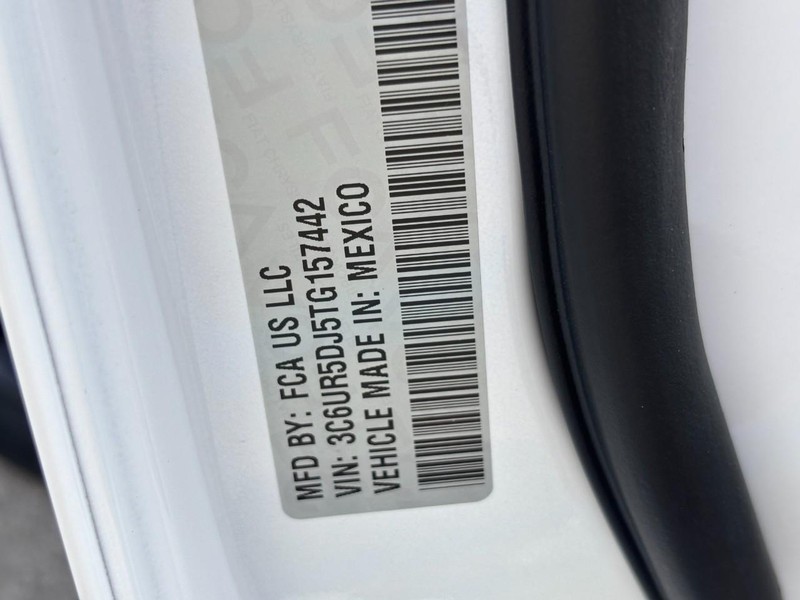 MFD BY: FCA US LLC
VIN: 3C6UR5DJ5TG157442
VEHICLE MADE IN: MEXICO